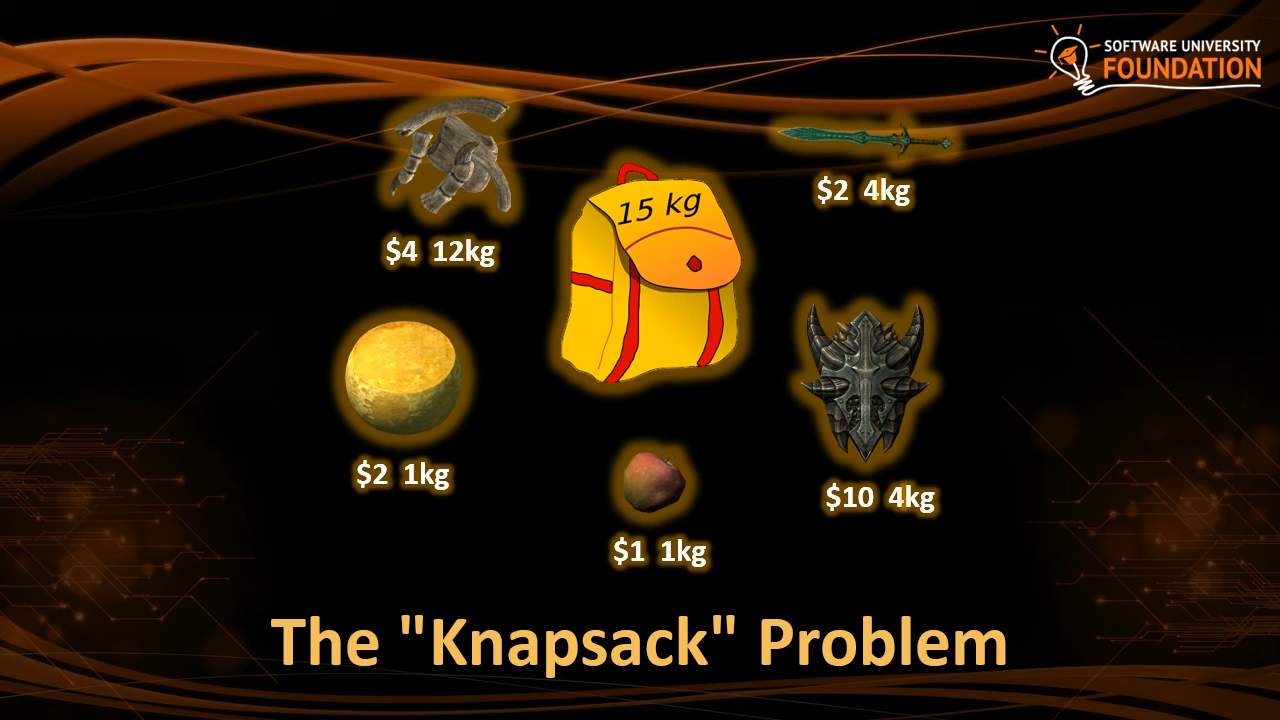 SOFTWARE UNIVERSITY
FOUNDATION
15 kg
$2  4kg
$4  12kg
$2  1kg
$10  4kg
$1  1kg
The "Knapsack" Problem